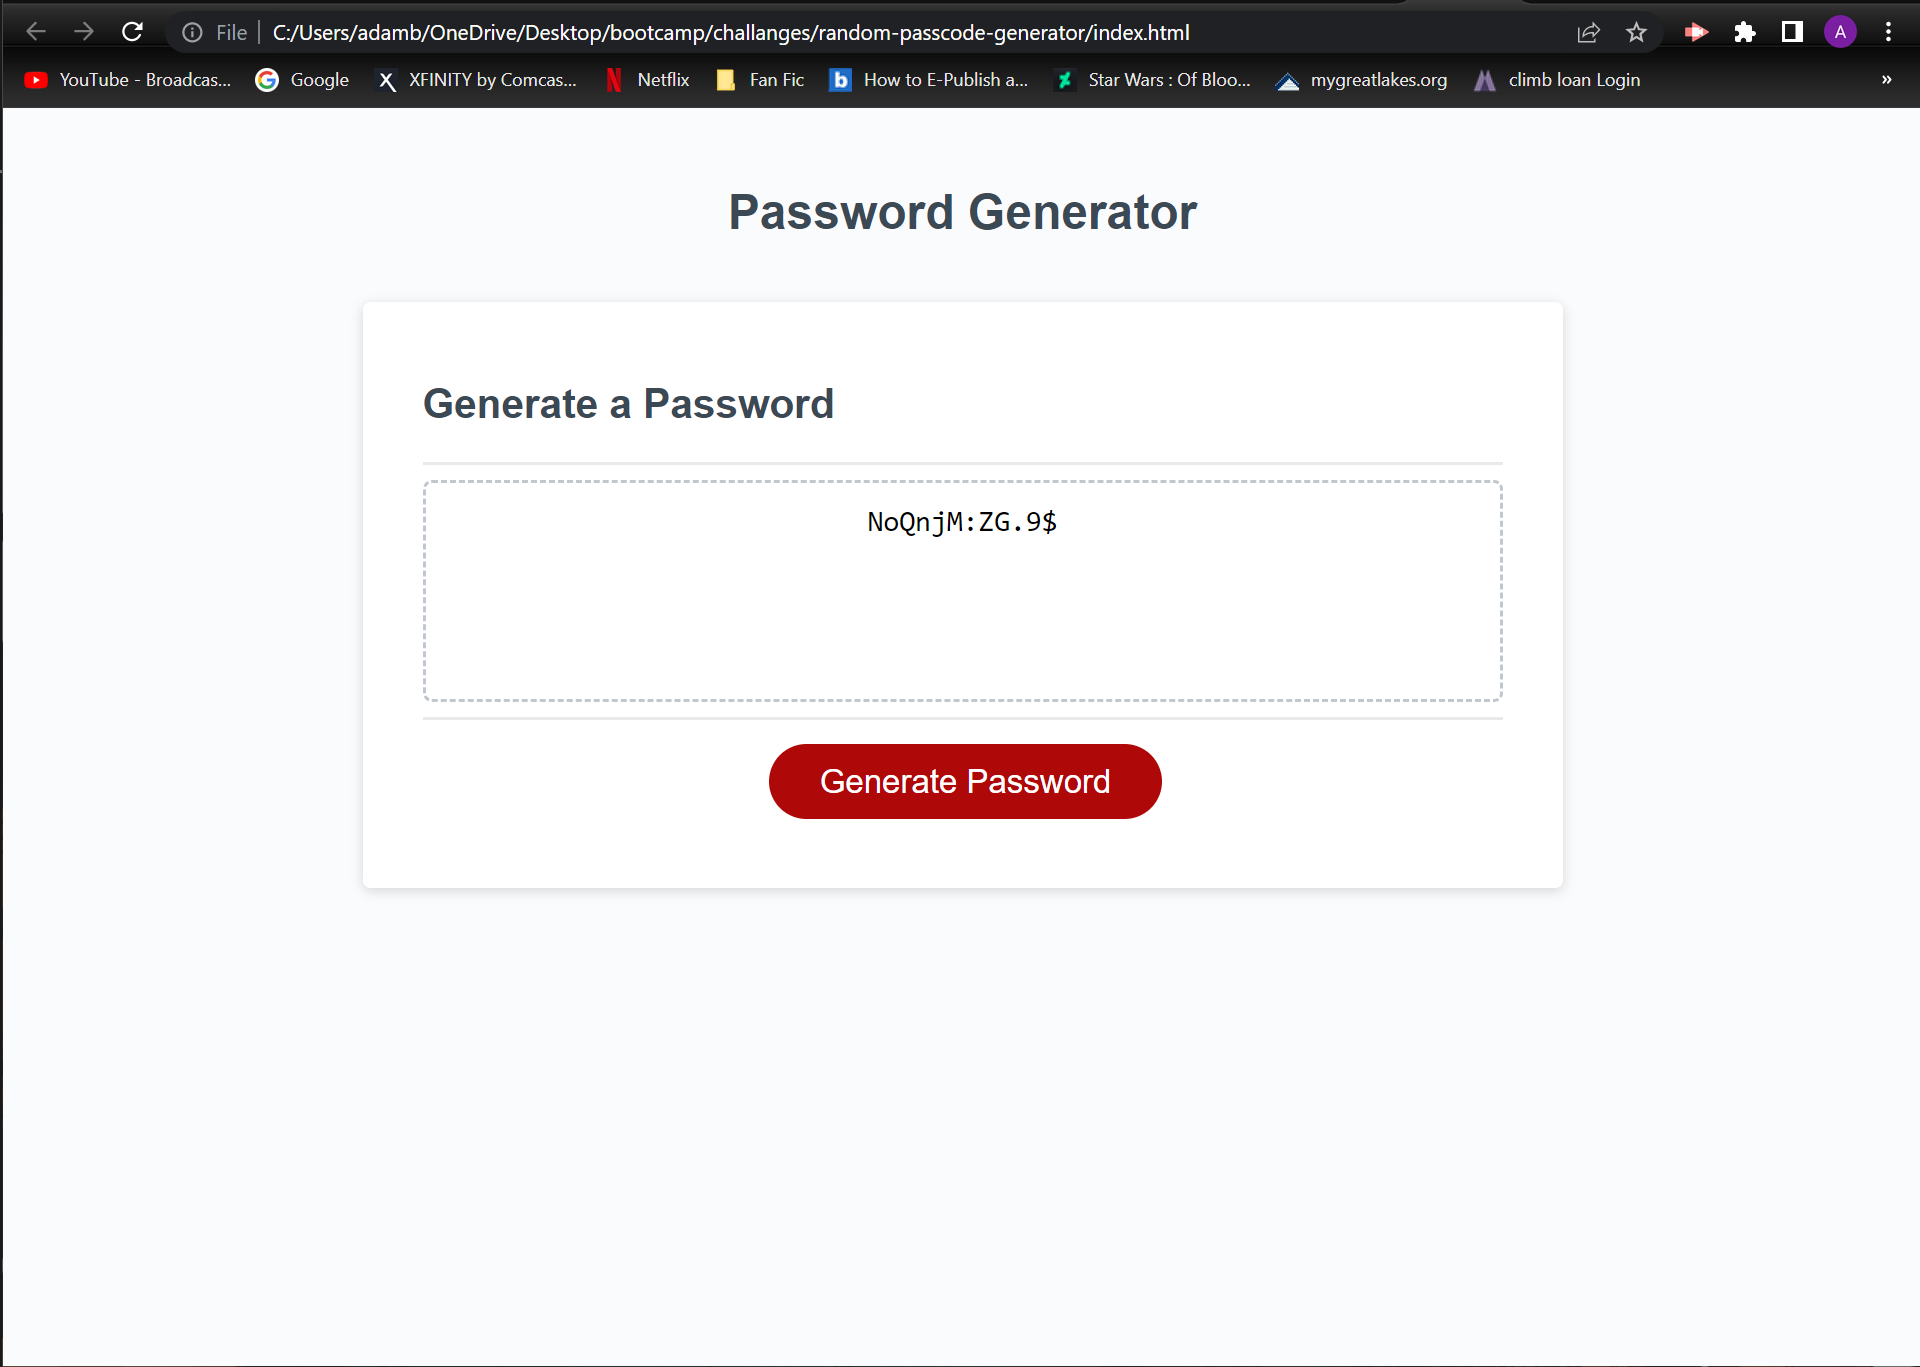 File | C:/Users/adamb/OneDrive/Desktop/bootcamp/challanges/random-passcode-generator/index.html
A
YouTube - Broadcas... Google XFINITY by Comcas... Netflix Fan Fic How to E-Publish a... Star Wars : Of Bloo... mygreatlakes.org climb loan Login »
Password Generator
Generate a Password
NoQnjM:ZG.9$
Generate Password